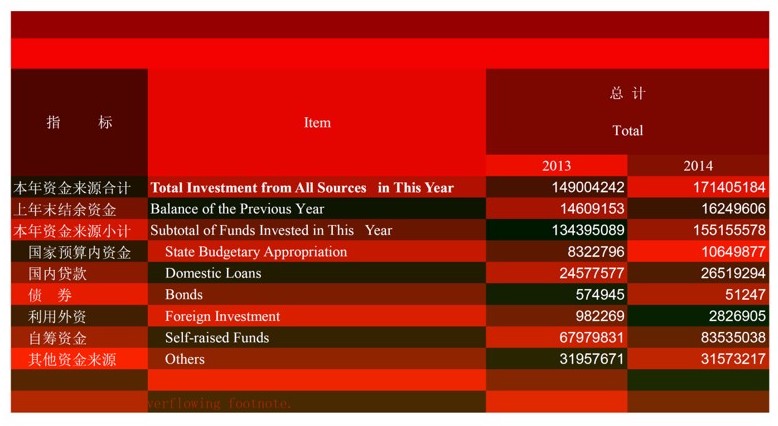 总 计
指 标 Item
Total
2013 2014
本年资金来源合计 Total Investment from All Sources in This Year 149004242 171405184
上年末结余资金 Balance of the Previous Year 14609153 16249606
本年资金来源小计 Subtotal of Funds Invested in This Year 134395089 155155578
国家预算内资金 State Budgetary Appropriation 8322796 10649877
国内贷款 Domestic Loans 24577577 26519294
债 券 Bonds 574945 51247
利用外资 Foreign Investment 982269 2826905
自筹资金 Self-raised Funds 67979831 83535038
其他资金来源 Others 31957671 31573217
verflowing footnote.